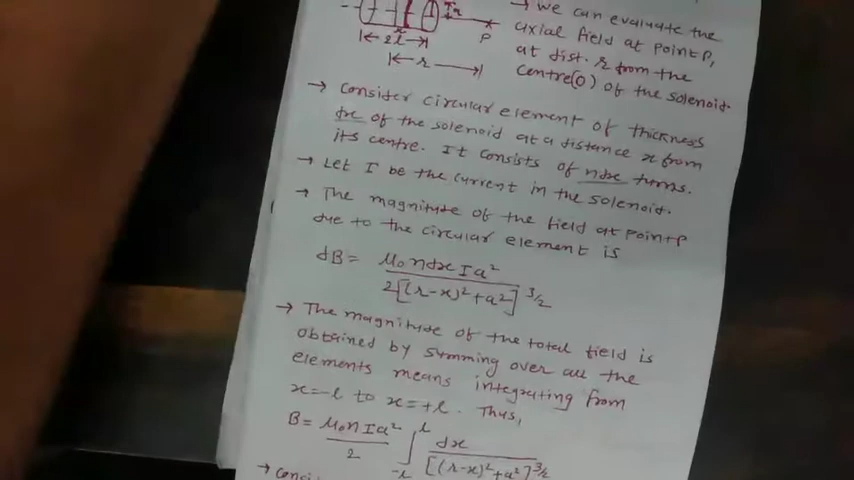 |← 2l →|
|← r →|
P
→ we can evaluate the
axial field at point P,
at dist. r from the
centre(O) of the solenoid.
→ Consider circular element of thickness
dx of the solenoid at a distance x from
its centre. It consists of ndx turns.
→ Let I be the current in the solenoid.
→ The magnitude of the field at point P
due to the circular element is
dB = μ₀ndxIa² / 2[(r-x)²+a²]^3/2
→ The magnitude of the total field is
obtained by summing over all the
elements means integrating from
x=-l to x=+l. Thus,
B = μ₀nIa²/2 ∫_{-l}^{l} dx/[(r-x)²+a²]^3/2